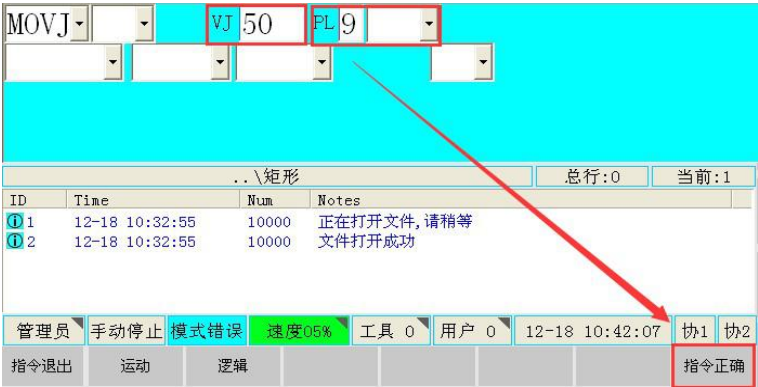 MOVJ VJ 50 PL 9
..\矩形 总行:0 当前:1
ID Time Num Notes
1 12-18 10:32:55 10000 正在打开文件,请稍等
2 12-18 10:32:55 10000 文件打开成功
管理员 手动停止 模式错误 速度05% 工具 0 用户 0 12-18 10:42:07 协1 协2
指令退出 运动 逻辑 指令正确